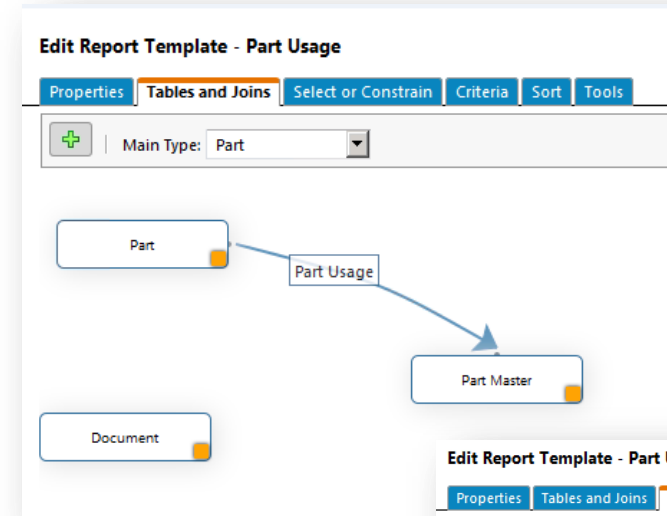 Edit Report Template - Part Usage
Properties Tables and Joins Select or Constrain Criteria Sort Tools
Main Type: Part
Part
Part Usage
Part Master
Document
Edit Report Template - Part
Properties Tables and Joins